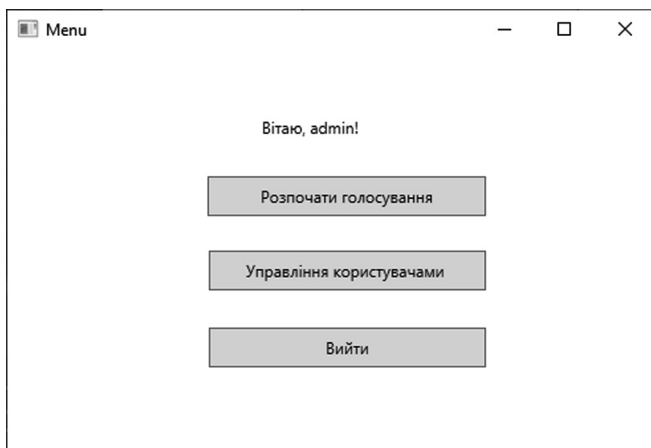 Menu
Вітаю, admin!
Розпочати голосування
Управління користувачами
Вийти